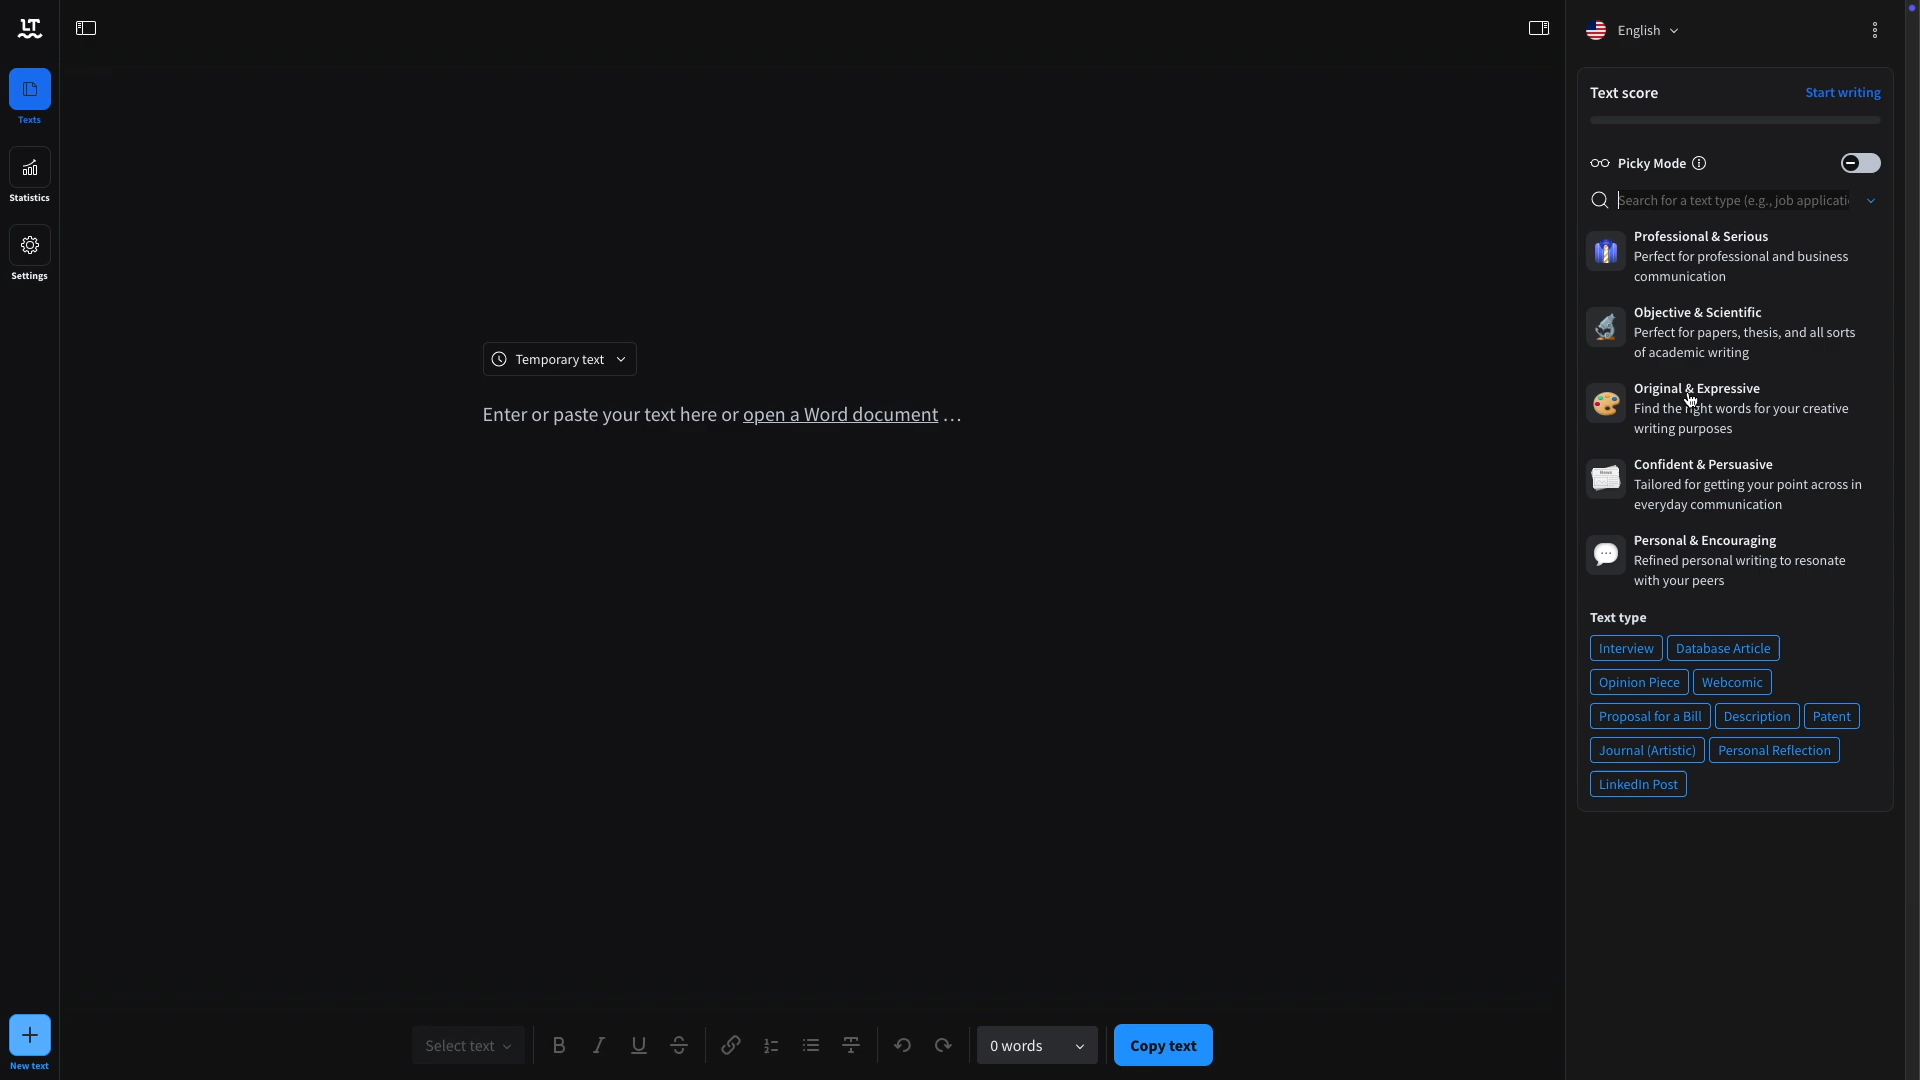 LT
Texts
Statistics
Settings
New text
Temporary text
Enter or paste your text here or open a Word document ...
Select text
B I U S
0 words
Copy text
English
Text score
Start writing
Picky Mode
Search for a text type (e.g., job applicati
Professional & Serious
Perfect for professional and business
communication
Objective & Scientific
Perfect for papers, thesis, and all sorts
of academic writing
Original & Expressive
Find the right words for your creative
writing purposes
Confident & Persuasive
Tailored for getting your point across in
everyday communication
Personal & Encouraging
Refined personal writing to resonate
with your peers
Text type
Interview
Database Article
Opinion Piece
Webcomic
Proposal for a Bill
Description
Patent
Journal (Artistic)
Personal Reflection
LinkedIn Post